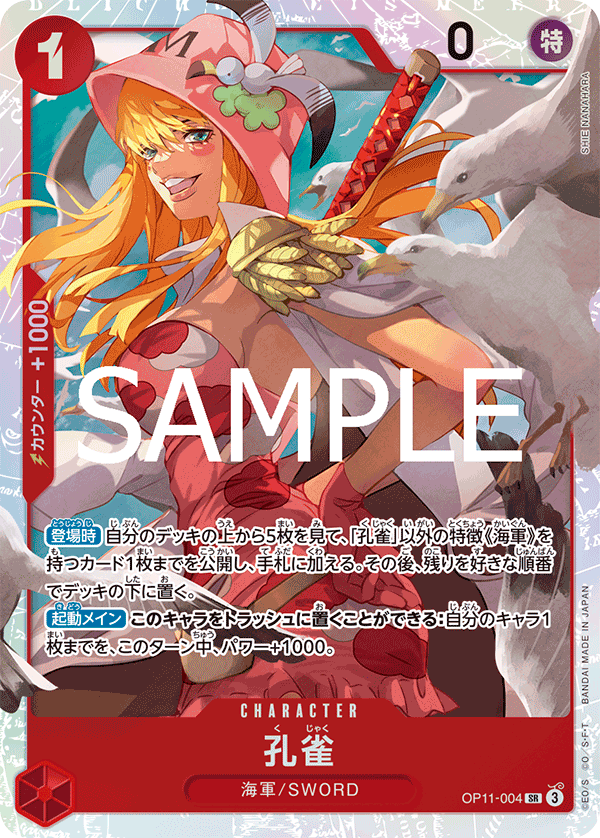 1
0
特
SHIE NANAHARA
カウンター +1000
SAMPLE
登場時 自分のデッキの上から5枚を見て、「孔雀」以外の特徴《海軍》を
持つカード1枚までを公開し、手札に加える。その後、残りを好きな順番
でデッキの下に置く。
起動メイン このキャラをトラッシュに置くことができる：自分のキャラ1
枚までを、このターン中、パワー+1000。
CHARACTER
く じゃく
孔雀
海軍/SWORD
OP11-004 SR 3
©E.O/S ©O/S・F・T BANDAI MADE IN JAPAN